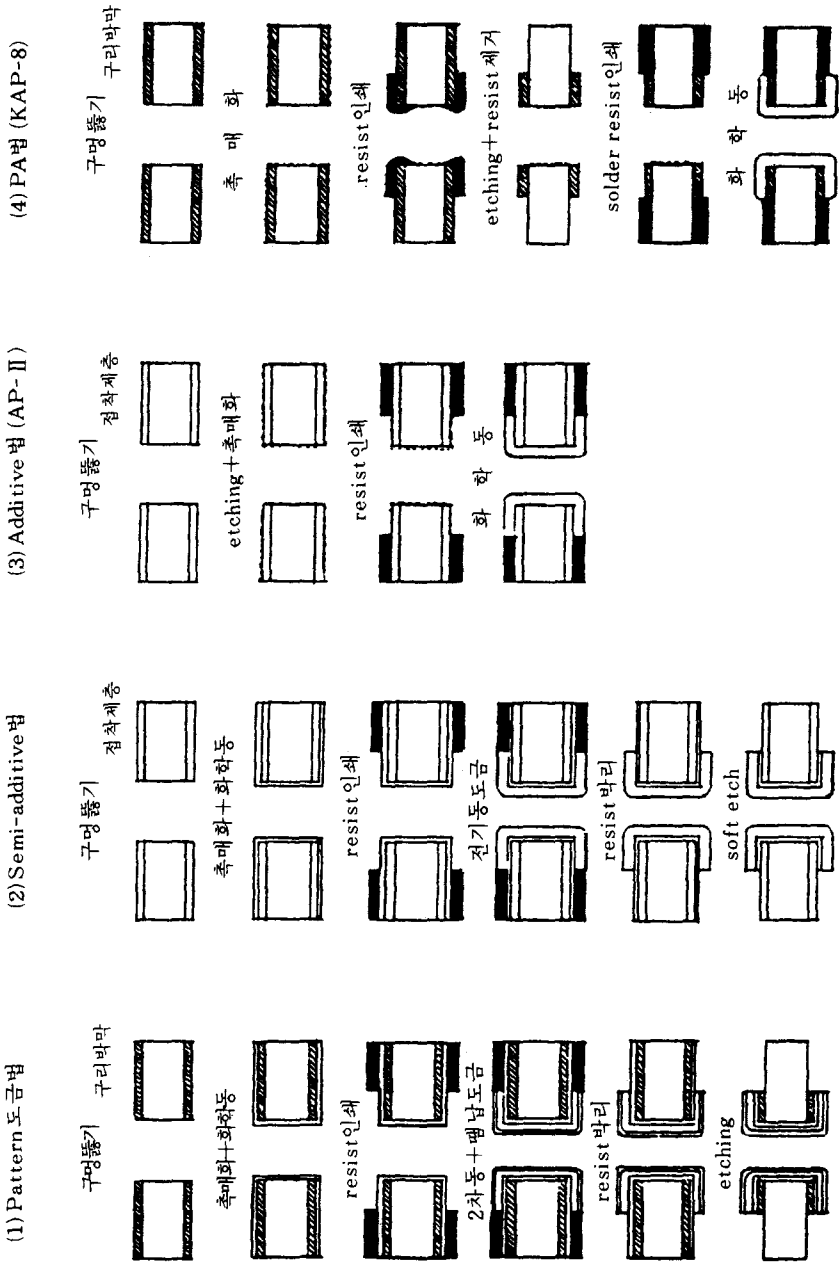 (1) Pattern도금법
구멍뚫기
구리박막
촉매화+화학동
resist인쇄
2차동+땜납도금
resist박리
etching
(2) Semi-additive법
구멍뚫기
접착제층
촉매화+화학동
resist인쇄
전기동도금
resist박리
soft etch
(3) Additive법 (AP-Ⅱ)
구멍뚫기
접착제층
etching+촉매화
resist인쇄
화 학 동
(4) PA법 (KAP-8)
구멍뚫기
구리박막
촉 매 화
resist인쇄
etching+resist제거
solder resist인쇄
화 학 동